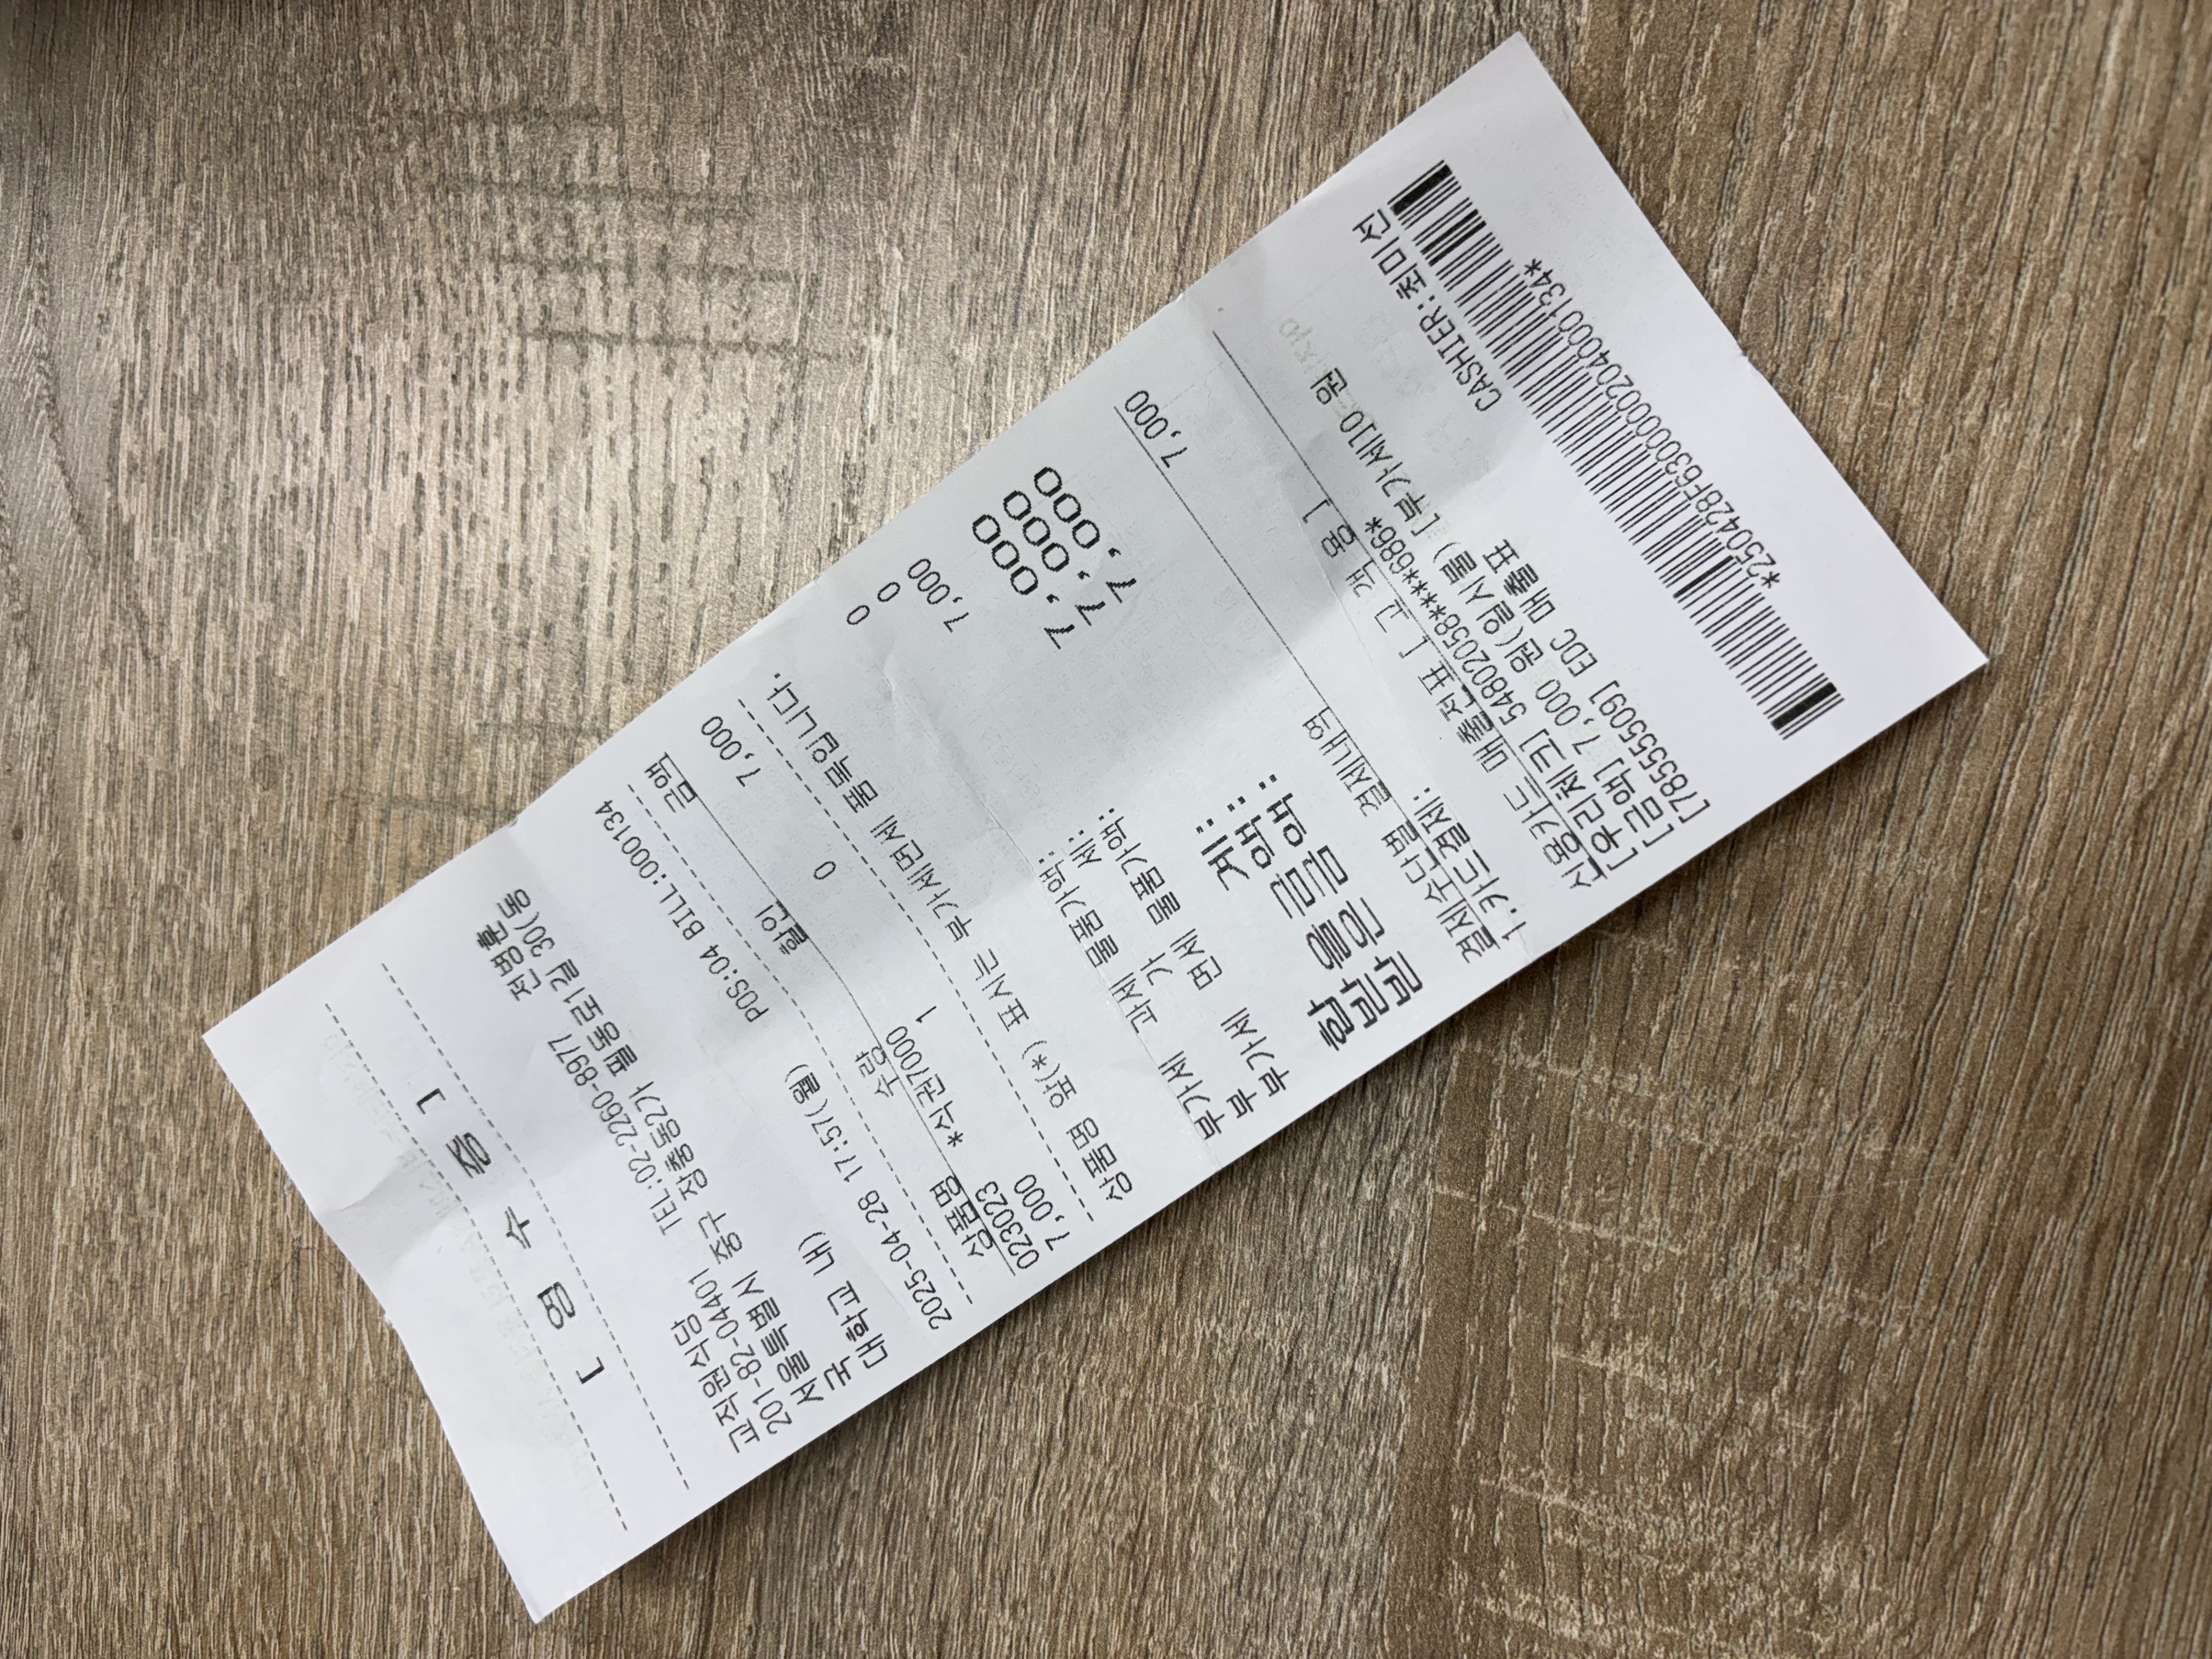 [ 영 수 증 ]
교직원식당 전병훈
201-82-04401 TEL:02-2260-8977
서울특별시 중구 장충동2가 필동로1길 30(동
국
대학교 내)
2025-04-28 17:57(월) POS:04 BILL:000134
상품명 수량 할인 금액
023023 *식권7000
7,000 1 0 7,000
상품명 앞(*) 표시는 부가세면세 품목입니다.
부가세 과세 물품가액: 0
부 가 세: 0
부가세 면세 물품가액: 7,000
합 계: 7,000
받 을 금 액: 7,000
받 은 금 액: 7,000
결제수단별 결제내역
1.카드결제: 7,000
신용카드 매출전표 [ 고 객 용 ]
[우리체크] 54802058****686*
[금액] 7,000 원(일시불) [부가세]0 원
[78555509] EDC 매출표
CASHIER:최미선
*250428F6300000204000134*